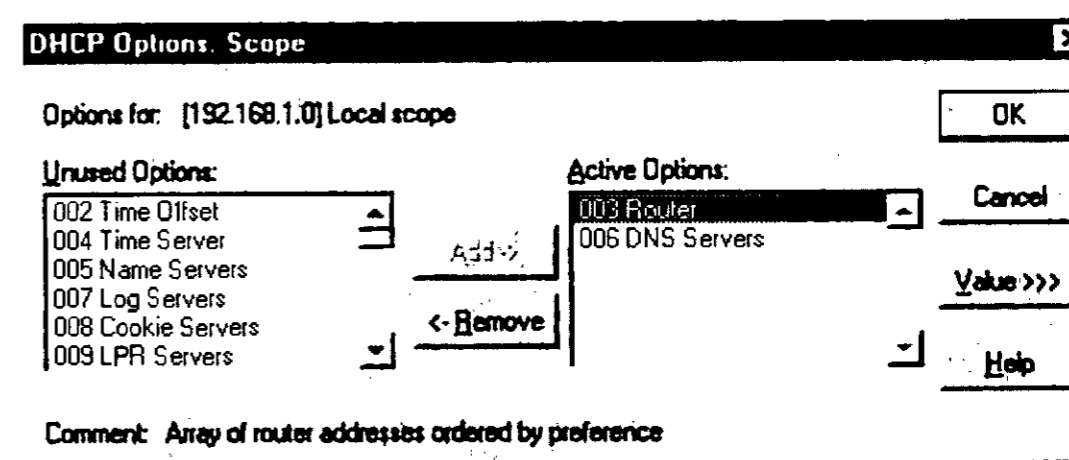 DHCP Options. Scope
Options for: [192.168.1.0] Local scope
OK
Unused Options:
002 Time Offset
004 Time Server
005 Name Servers
007 Log Servers
008 Cookie Servers
009 LPR Servers
Add ->
<- Remove
Active Options:
003 Router
006 DNS Servers
Cancel
Value >>>
Help
Comment: Array of router addresses ordered by preference